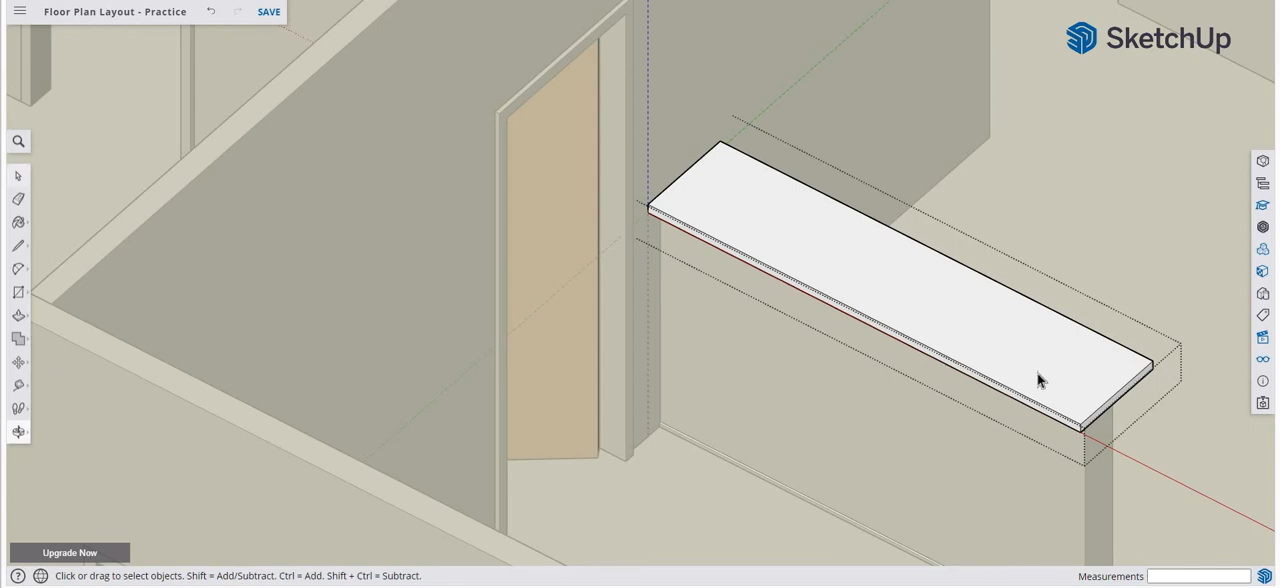 Floor Plan Layout - Practice
SAVE
SketchUp
Upgrade Now
Click or drag to select objects. Shift = Add/Subtract. Ctrl = Add. Shift + Ctrl = Subtract.
Measurements